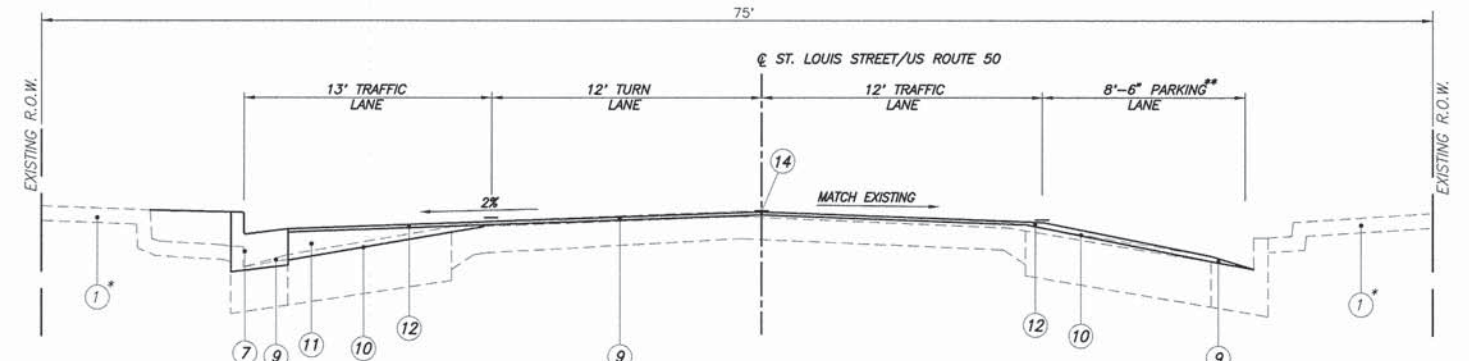 75'
℄ ST. LOUIS STREET/US ROUTE 50
EXISTING R.O.W.
13' TRAFFIC
LANE
12' TURN
LANE
12' TRAFFIC
LANE
8'-6" PARKING**
LANE
EXISTING R.O.W.
14
2%
MATCH EXISTING
1*
7
9
11
10
12
9
12
10
9
1*